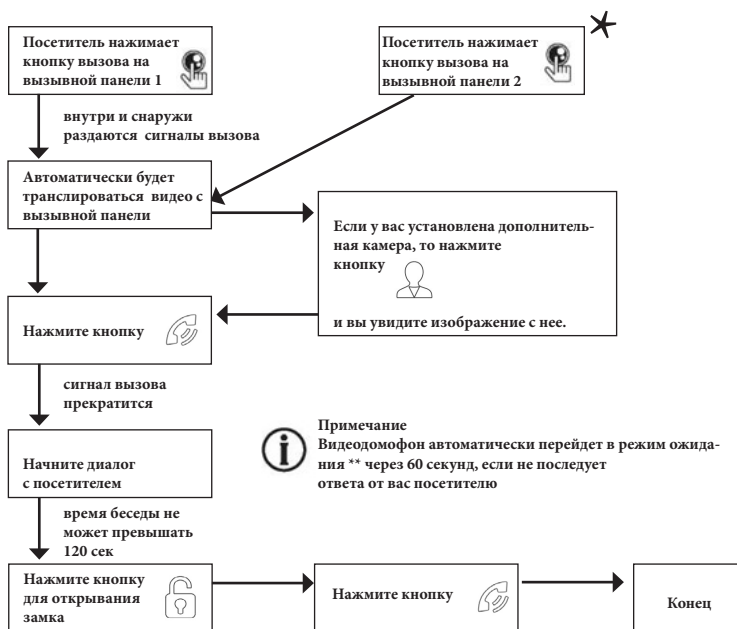 Посетитель нажимает
кнопку вызова на
вызывной панели 1
Посетитель нажимает
кнопку вызова на
вызывной панели 2
внутри и снаружи
раздаются сигналы вызова
Автоматически будет
транслироваться видео с
вызывной панели
Если у вас установлена дополнитель-
ная камера, то нажмите
кнопку
и вы увидите изображение с нее.
Нажмите кнопку
сигнал вызова
прекратится
Примечание
Видеодомофон автоматически перейдет в режим ожида-
ния ** через 60 секунд, если не последует
ответа от вас посетителю
Начните диалог
с посетителем
время беседы не
может превышать
120 сек
Нажмите кнопку
для открывания
замка
Нажмите кнопку
Конец